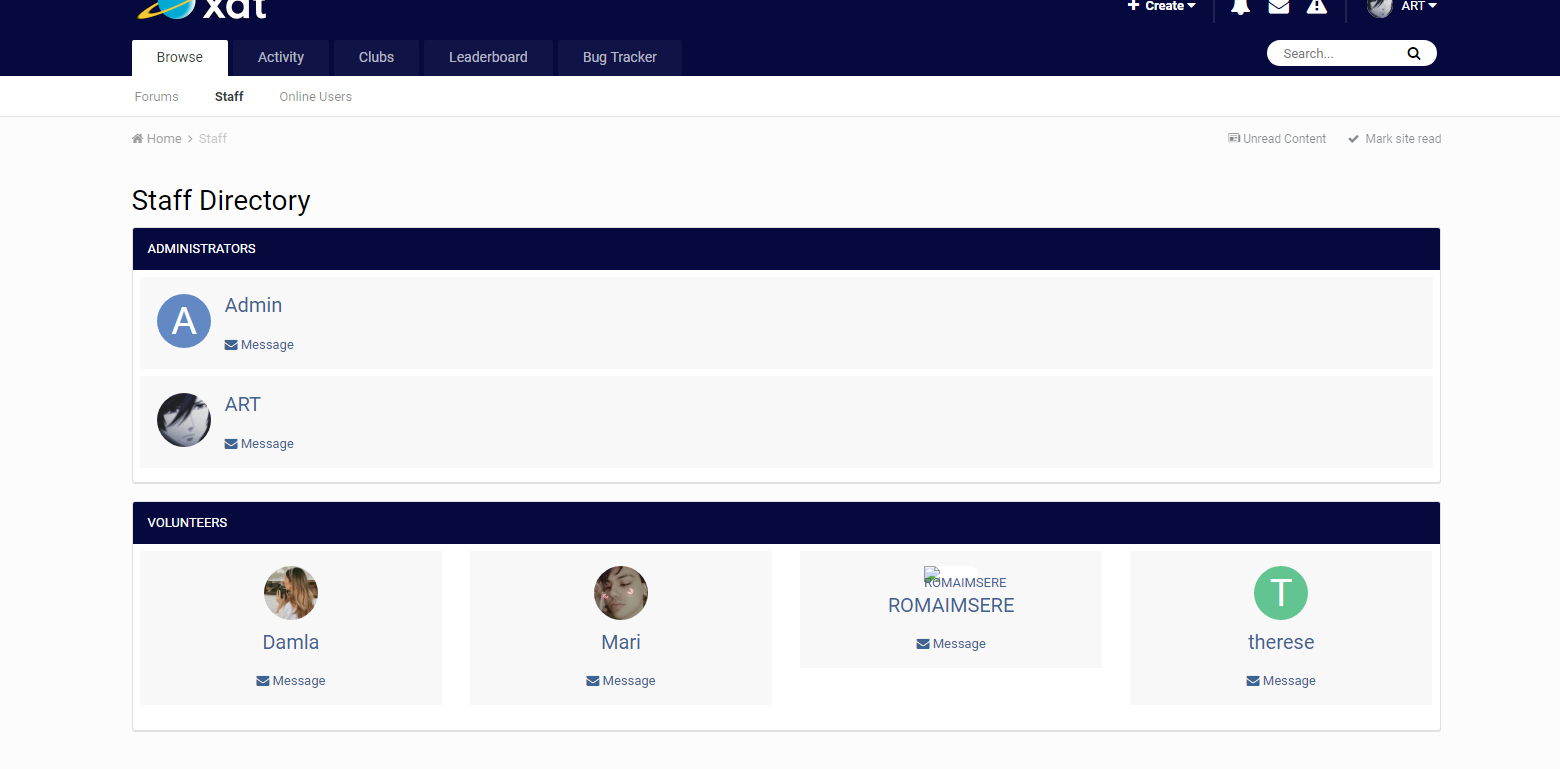 xat
Create
ART
Browse
Activity
Clubs
Leaderboard
Bug Tracker
Search...
Forums
Staff
Online Users
Home
Staff
Unread Content
Mark site read
Staff Directory
ADMINISTRATORS
A
Admin
Message
ART
Message
VOLUNTEERS
Damla
Message
Mari
Message
ROMAIMSERE
ROMAIMSERE
Message
T
therese
Message